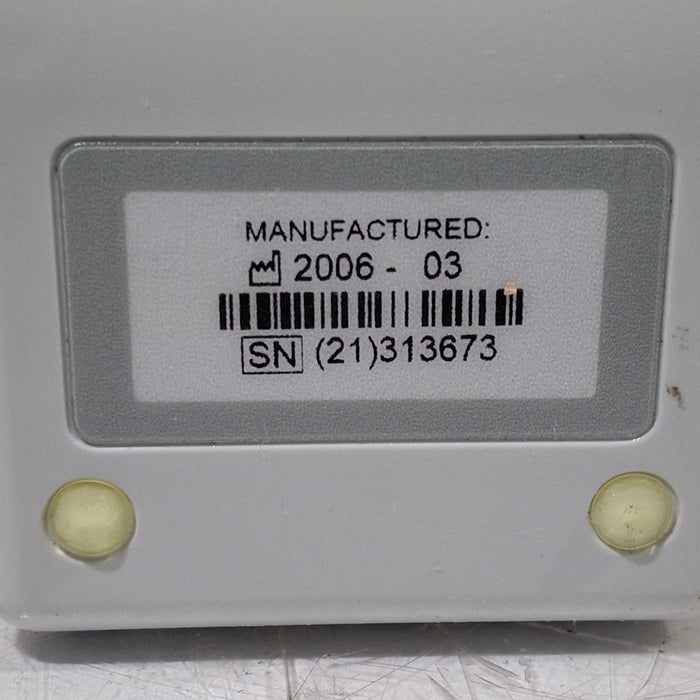 MANUFACTURED:
2006 - 03
SN (21)313673